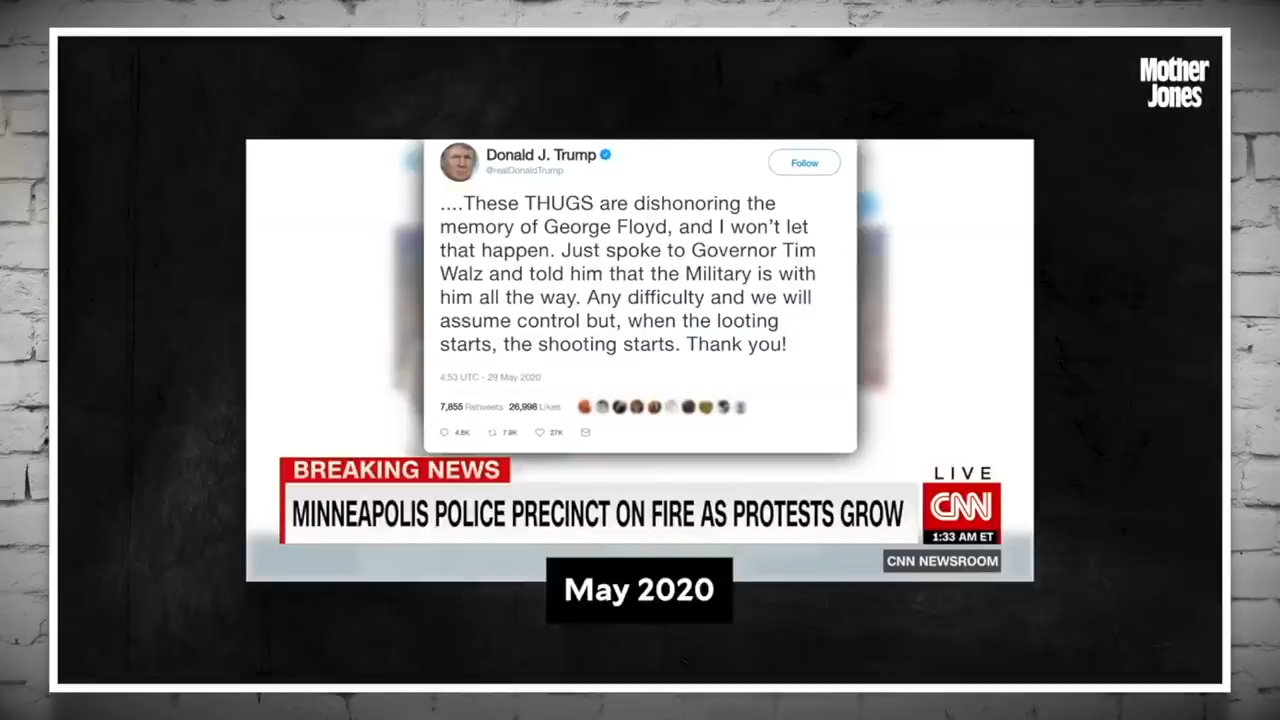 Mother
Jones
Donald J. Trump
@realDonaldTrump
Follow
....These THUGS are dishonoring the
memory of George Floyd, and I won't let
that happen. Just spoke to Governor Tim
Walz and told him that the Military is with
him all the way. Any difficulty and we will
assume control but, when the looting
starts, the shooting starts. Thank you!
4:53 UTC - 29 May 2020
7,855 Retweets 26,998 Likes
4.6K 7.9K 27K
BREAKING NEWS
MINNEAPOLIS POLICE PRECINCT ON FIRE AS PROTESTS GROW
LIVE
CNN
1:33 AM ET
CNN NEWSROOM
May 2020